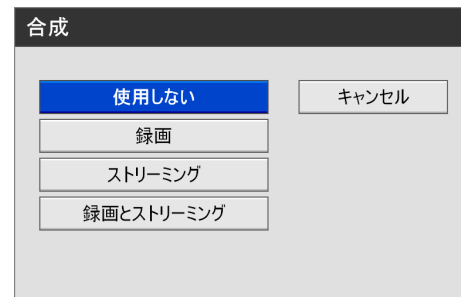 合成
使用しない
キャンセル
録画
ストリーミング
録画とストリーミング